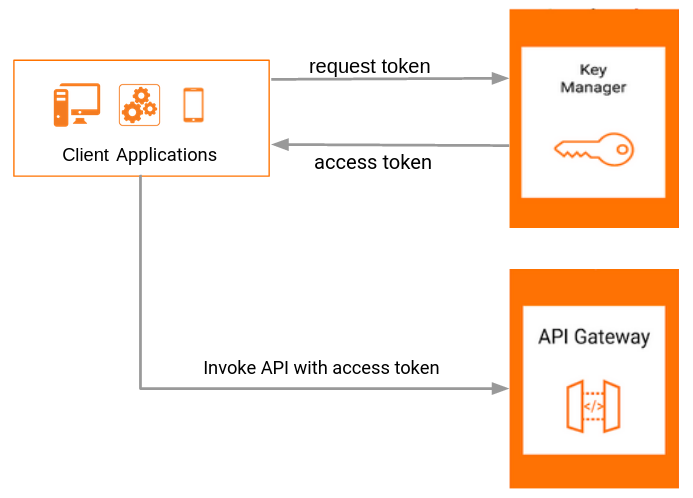 request token
Key
Manager
Client Applications
access token
API Gateway
Invoke API with access token
</>